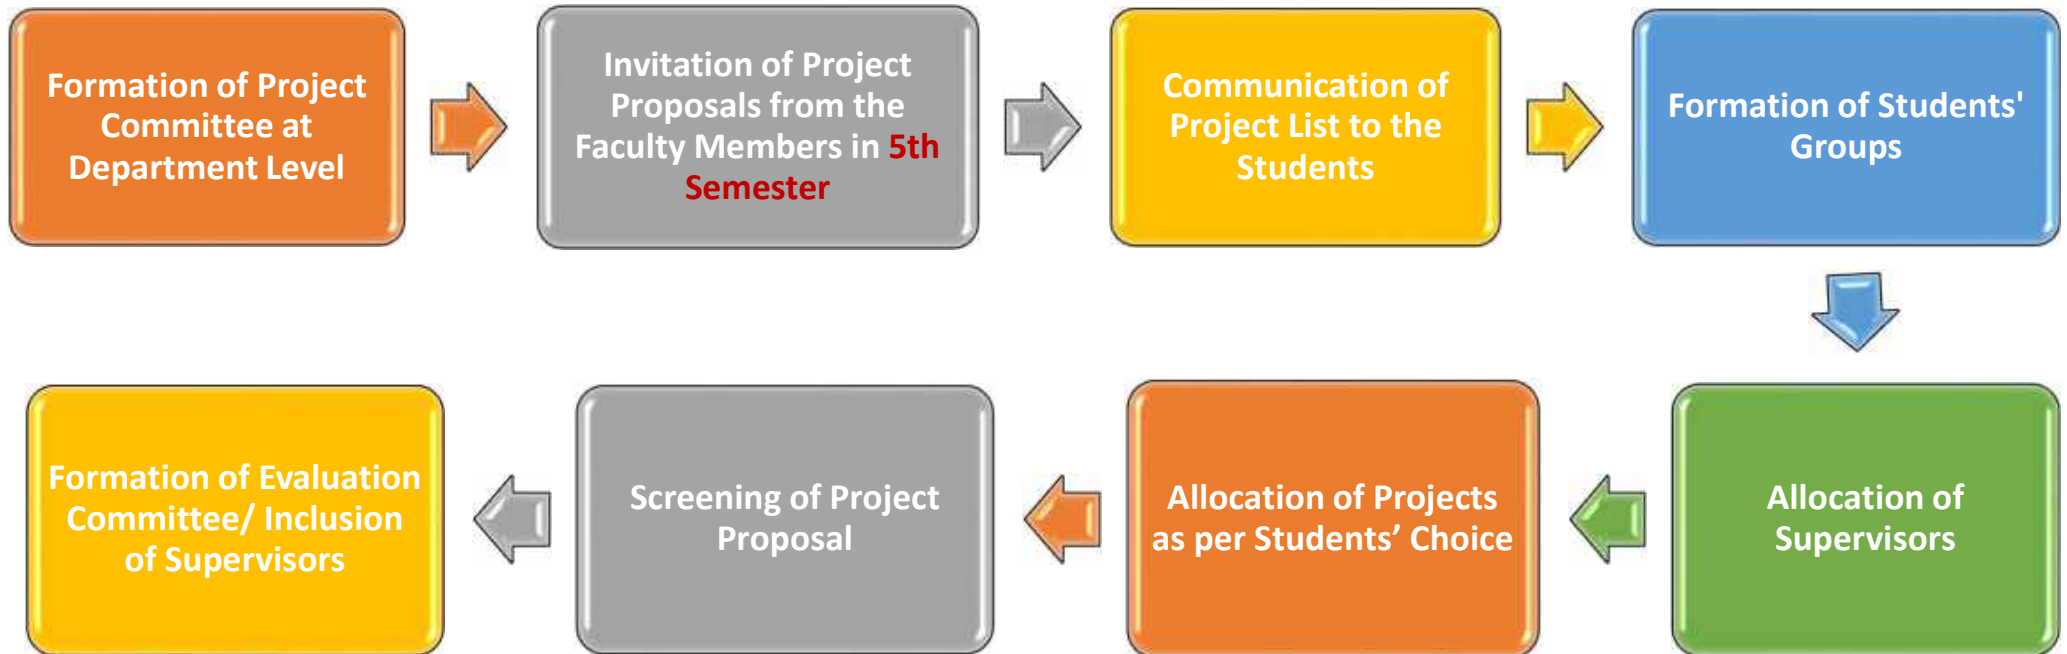 Formation of Project
Committee at
Department Level
Invitation of Project
Proposals from the
Faculty Members in 5th
Semester
Communication of
Project List to the
Students
Formation of Students'
Groups
Allocation of
Supervisors
Allocation of Projects
as per Students’ Choice
Screening of Project
Proposal
Formation of Evaluation
Committee/ Inclusion
of Supervisors